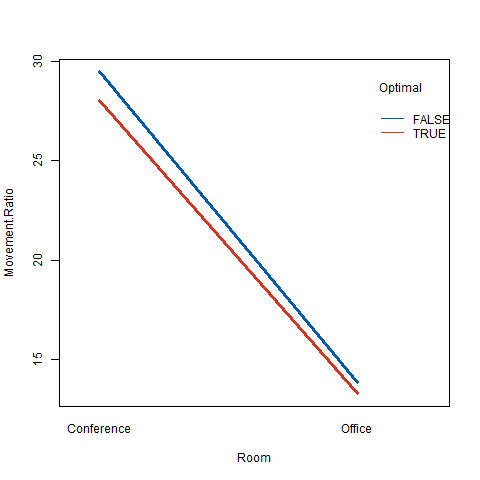 Optimal
FALSE
TRUE
Movement.Ratio
30
25
20
15
Conference
Office
Room